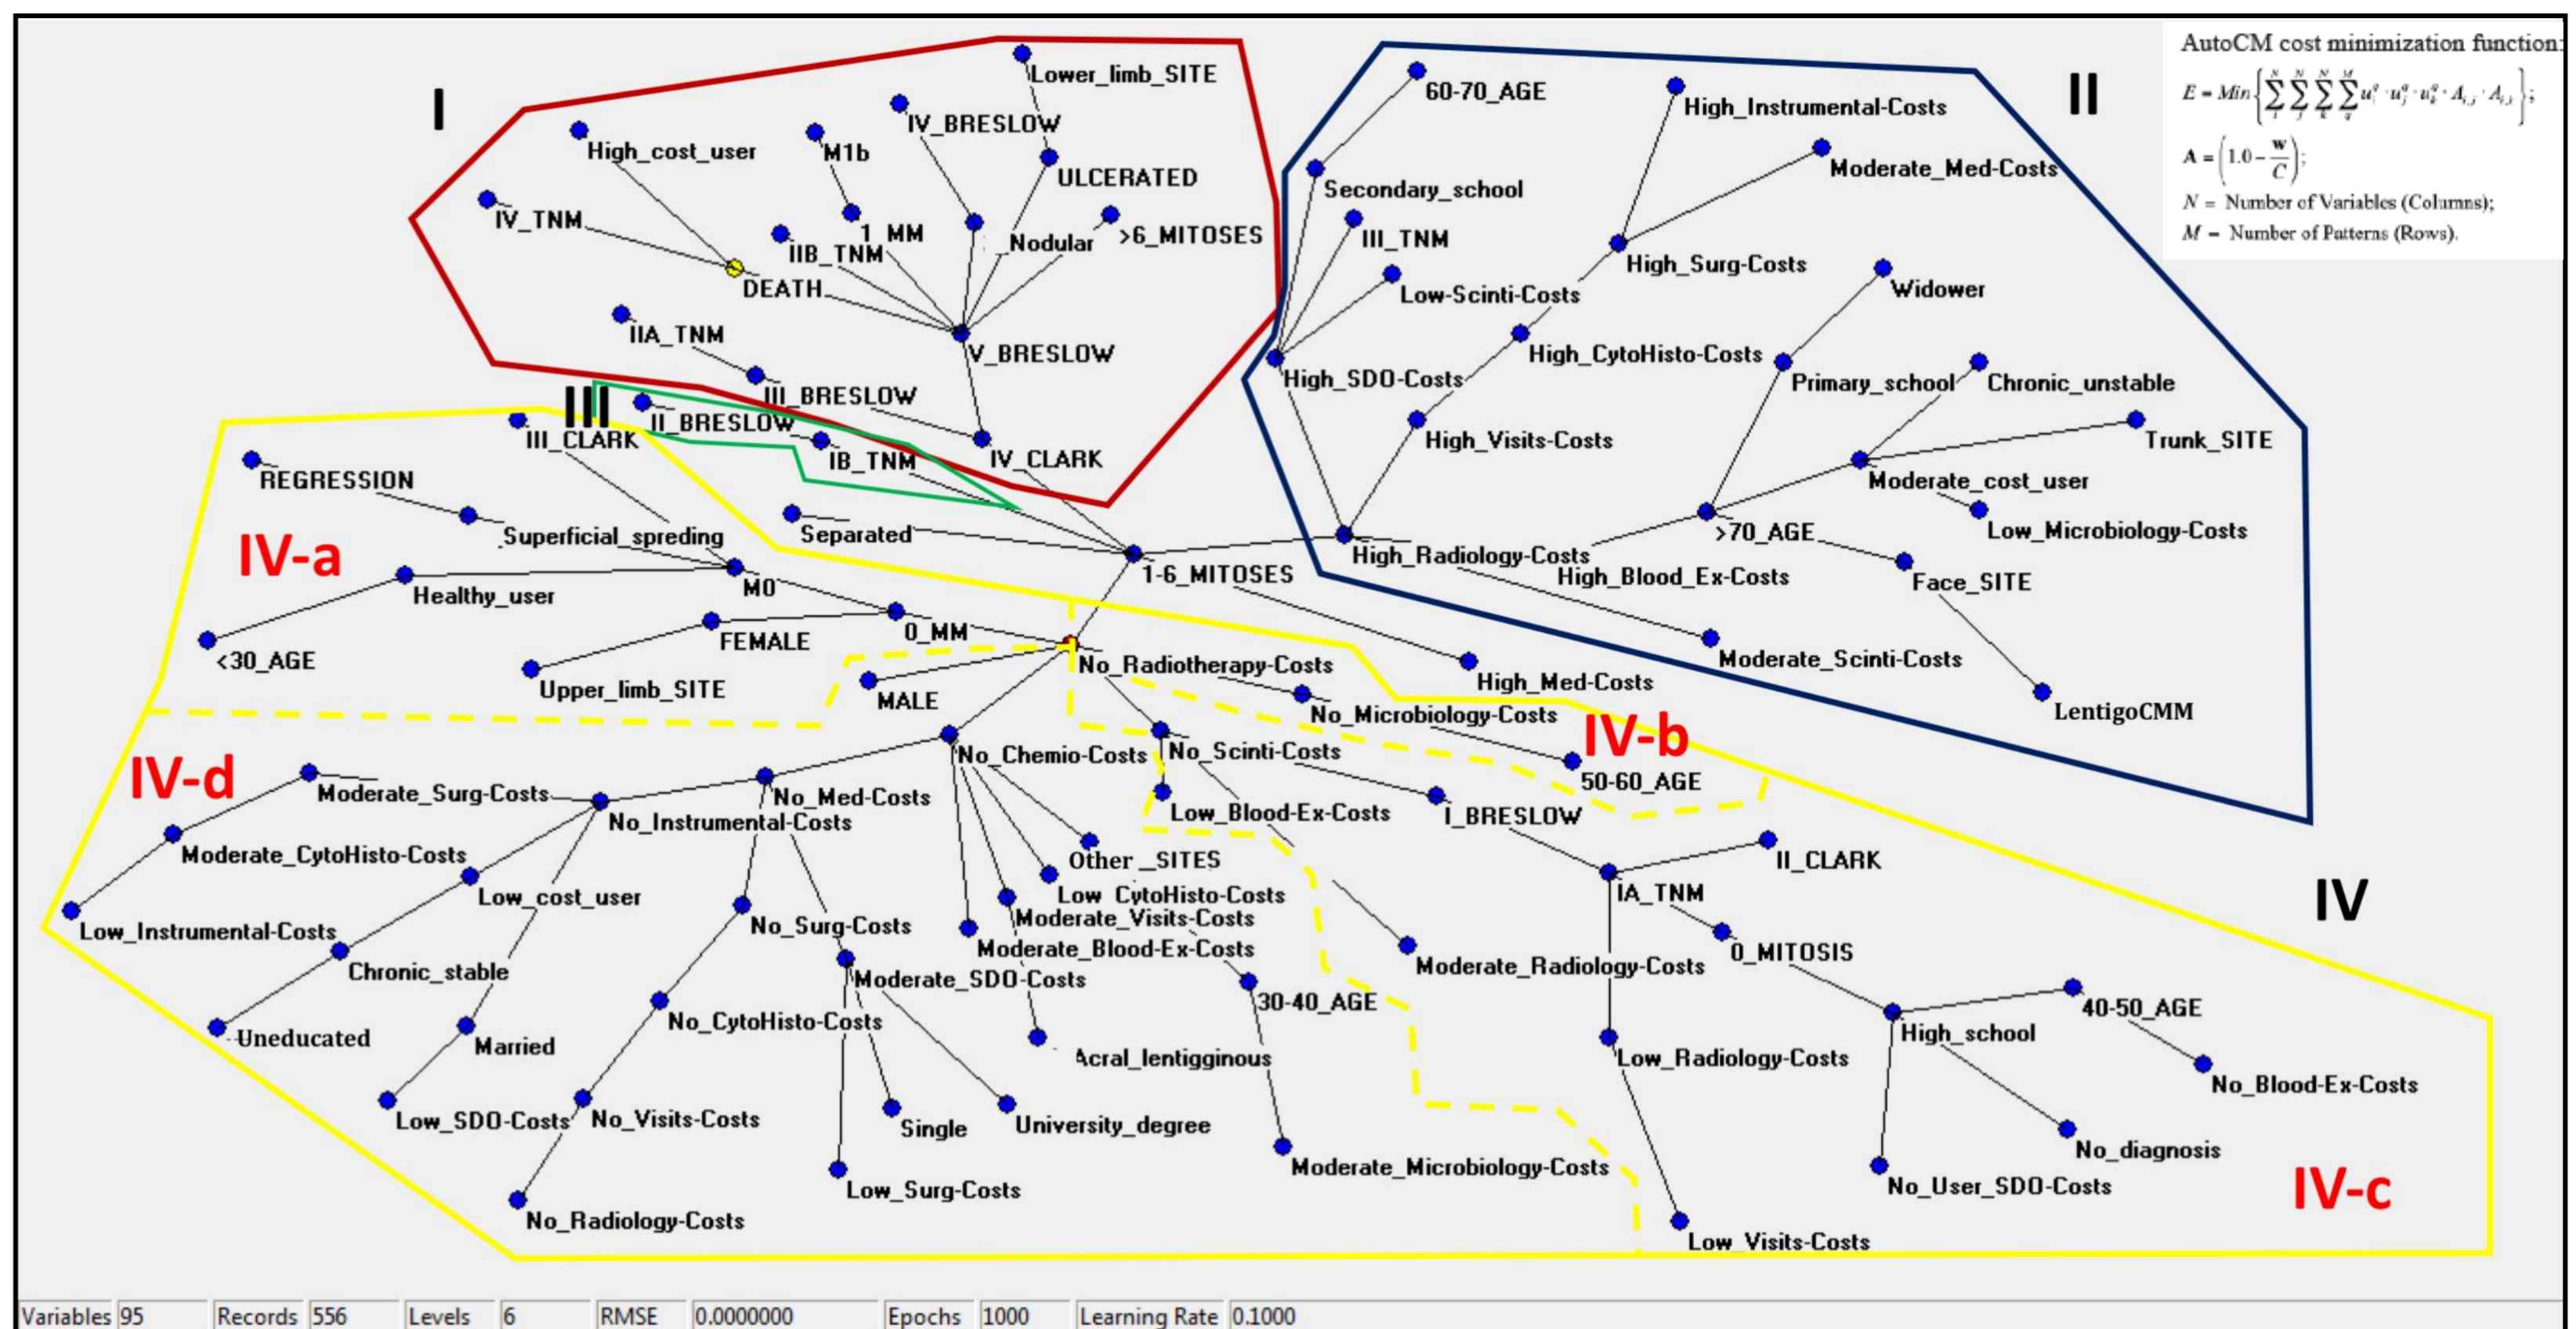 AutoCM cost minimization function:
E = Min { ∑ ∑ ∑ ∑ u · u · u · A · A };
A = (1.0 − w/C);
N = Number of Variables (Columns);
M = Number of Patterns (Rows).
I
Lower_limb_SITE
IV_BRESLOW
High_cost_user
M1b
ULCERATED
IV_TNM
1_MM
IIB_TNM
Nodular
>6_MITOSES
DEATH
IIA_TNM
V_BRESLOW
III_BRESLOW
IV_CLARK
II
60-70_AGE
High_Instrumental-Costs
Moderate_Med-Costs
Secondary_school
III_TNM
High_Surg-Costs
Low-Scinti-Costs
Widower
High_CytoHisto-Costs
High_SDO-Costs
Primary_school
Chronic_unstable
High_Visits-Costs
Trunk_SITE
Moderate_cost_user
Low_Microbiology-Costs
>70_AGE
High_Radiology-Costs
High_Blood_Ex-Costs
Face_SITE
Moderate_Scinti-Costs
LentigoCMM
III
II_BRESLOW
IB_TNM
Separated
1-6_MITOSES
High_Med-Costs
IV-a
III_CLARK
REGRESSION
Superficial_spreding
M0
Healthy_user
0_MM
FEMALE
<30_AGE
Upper_limb_SITE
No_Radiotherapy-Costs
MALE
IV-b
No_Microbiology-Costs
50-60_AGE
IV-d
No_Chemio-Costs
Moderate_Surg-Costs
No_Med-Costs
No_Instrumental-Costs
Moderate_CytoHisto-Costs
Other_SITES
Low_cost_user
Low_CytoHisto-Costs
Moderate_Visits-Costs
Low_Instrumental-Costs
No_Surg-Costs
Moderate_Blood-Ex-Costs
Chronic_stable
Moderate_SDO-Costs
30-40_AGE
No_CytoHisto-Costs
Uneducated
Married
Acral_lentigginous
Low_SDO-Costs
No_Visits-Costs
Single
University_degree
Moderate_Microbiology-Costs
Low_Surg-Costs
No_Radiology-Costs
IV
No_Scinti-Costs
Low_Blood-Ex-Costs
I_BRESLOW
II_CLARK
IA_TNM
0_MITOSIS
Moderate_Radiology-Costs
40-50_AGE
High_school
Low_Radiology-Costs
No_Blood-Ex-Costs
No_diagnosis
No_User_SDO-Costs
IV-c
Low_Visits-Costs
Variables 95 Records 556 Levels 6 RMSE 0.0000000 Epochs 1000 Learning Rate 0.1000